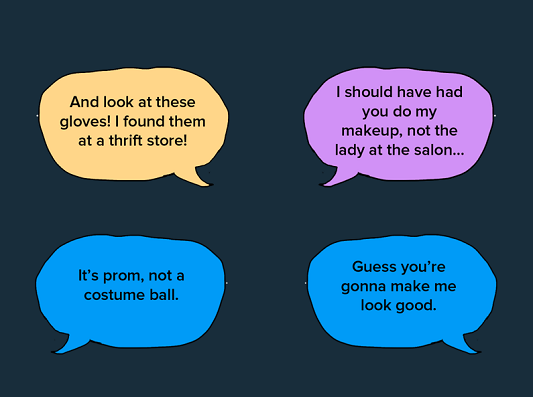 And look at these
gloves! I found them
at a thrift store!
I should have had
you do my
makeup, not the
lady at the salon...
It's prom, not a
costume ball.
Guess you're
gonna make me
look good.